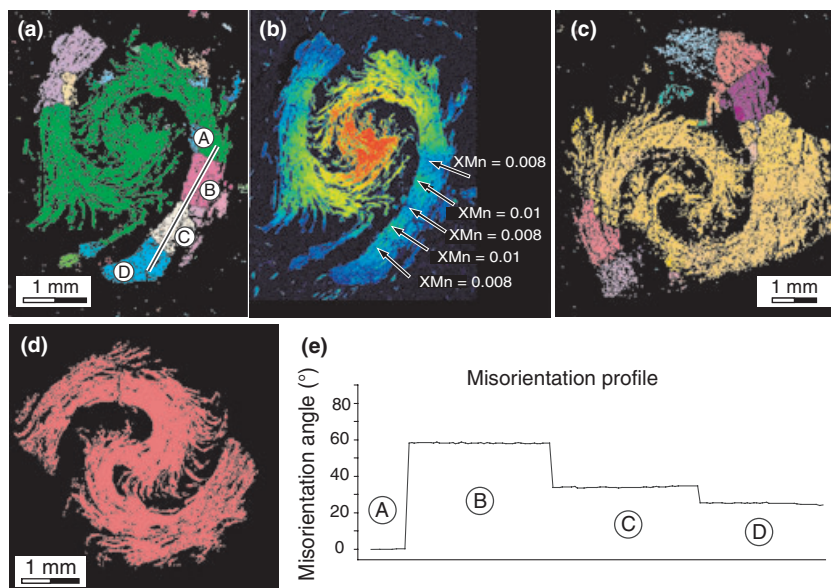 (a)
A
B
C
D
1 mm
(b)
XMn = 0.008
XMn = 0.01
XMn = 0.008
XMn = 0.01
XMn = 0.008
(c)
1 mm
(d)
1 mm
(e)
Misorientation profile
Misorientation angle (°)
80
60
40
20
0
A
B
C
D